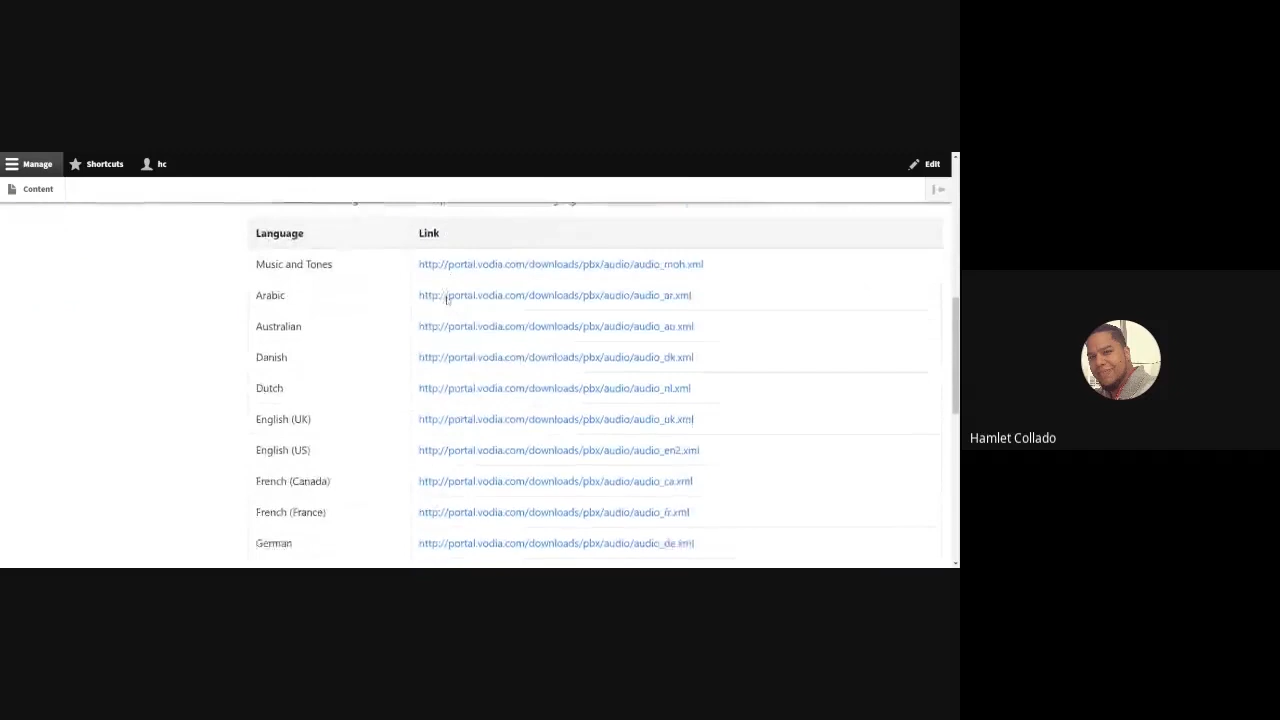 Manage Shortcuts hc Edit
Content
Language Link
Music and Tones http://portal.vodia.com/downloads/pbx/audio/audio_moh.xml
Arabic http://portal.vodia.com/downloads/pbx/audio/audio_ar.xml
Australian http://portal.vodia.com/downloads/pbx/audio/audio_au.xml
Danish http://portal.vodia.com/downloads/pbx/audio/audio_dk.xml
Dutch http://portal.vodia.com/downloads/pbx/audio/audio_nl.xml
English (UK) http://portal.vodia.com/downloads/pbx/audio/audio_uk.xml
English (US) http://portal.vodia.com/downloads/pbx/audio/audio_en2.xml
French (Canada) http://portal.vodia.com/downloads/pbx/audio/audio_ca.xml
French (France) http://portal.vodia.com/downloads/pbx/audio/audio_fr.xml
German http://portal.vodia.com/downloads/pbx/audio/audio_de.xml
Hamlet Collado